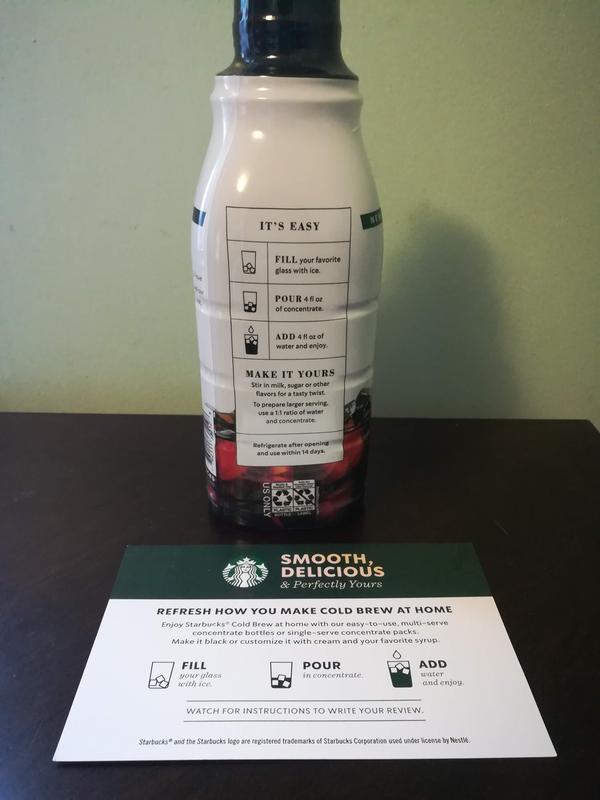 IT'S EASY
FILL your favorite
glass with ice.
POUR 4 fl oz
of concentrate.
ADD 4 fl oz of
water and enjoy.
MAKE IT YOURS
Stir in milk, sugar or other
flavors for a tasty twist.
To prepare larger serving,
use a 1:1 ratio of water
and concentrate.
Refrigerate after opening
and use within 14 days.
US ONLY
PLASTIC PLASTIC
BOTTLE LABEL
SMOOTH,
DELICIOUS
& Perfectly Yours
REFRESH HOW YOU MAKE COLD BREW AT HOME
Enjoy Starbucks® Cold Brew at home with our easy-to-use, multi-serve
concentrate bottles or single-serve concentrate packs.
Make it black or customize it with cream and your favorite syrup.
FILL
your glass
with ice.
POUR
in concentrate.
ADD
water
and enjoy.
WATCH FOR INSTRUCTIONS TO WRITE YOUR REVIEW.
Starbucks® and the Starbucks logo are registered trademarks of Starbucks Corporation used under license by Nestlé.